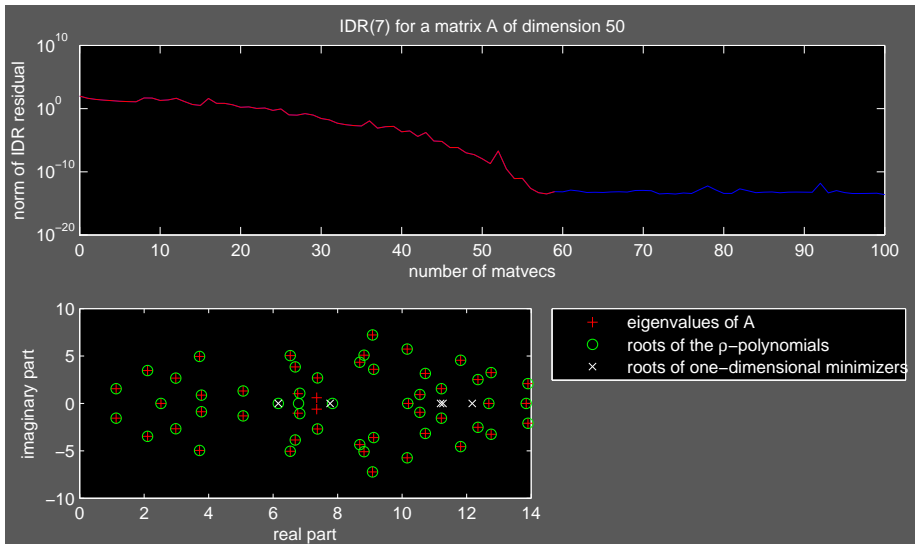 IDR(7) for a matrix A of dimension 50
norm of IDR residual
10^10
10^0
10^−10
10^−20
0 10 20 30 40 50 60 70 80 90 100
number of matvecs
imaginary part
10
5
0
−5
−10
0 2 4 6 8 10 12 14
real part
eigenvalues of A
roots of the ρ−polynomials
roots of one−dimensional minimizers